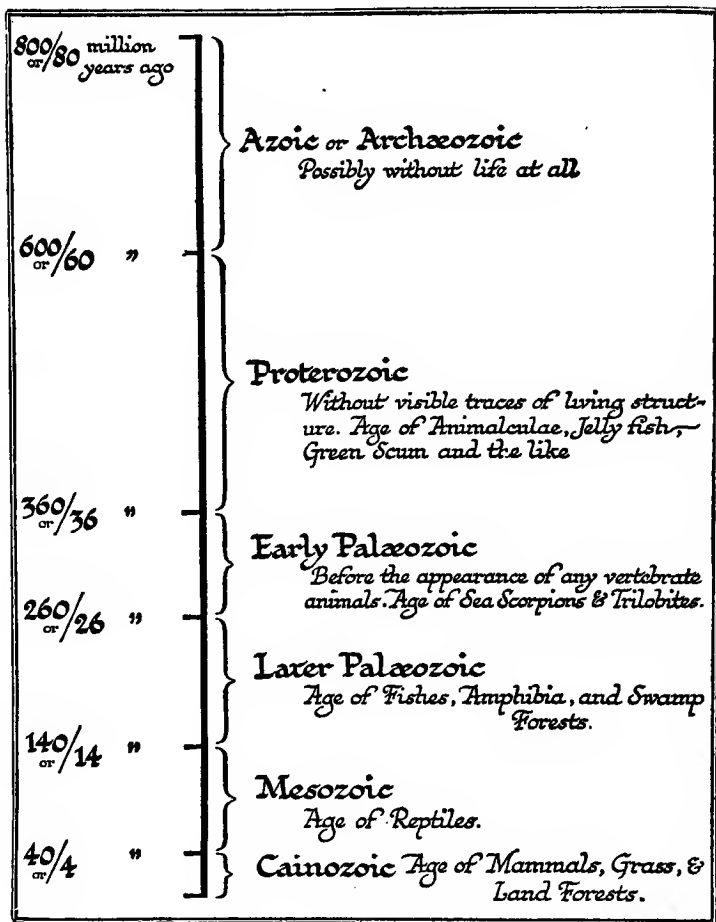 800/or 80 million
years ago
Azoic or Archæozoic
Possibly without life at all
600/or 60 "
Proterozoic
Without visible traces of living struct-
ure. Age of Animalculae, Jelly fish,
Green Scum and the like
360/or 36 "
Early Palæozoic
Before the appearance of any vertebrate
animals. Age of Sea Scorpions & Trilobites.
260/or 26 "
Later Palæozoic
Age of Fishes, Amphibia, and Swamp
Forests.
140/or 14 "
Mesozoic
Age of Reptiles.
40/or 4 "
Cainozoic Age of Mammals, Grass, &
Land Forests.